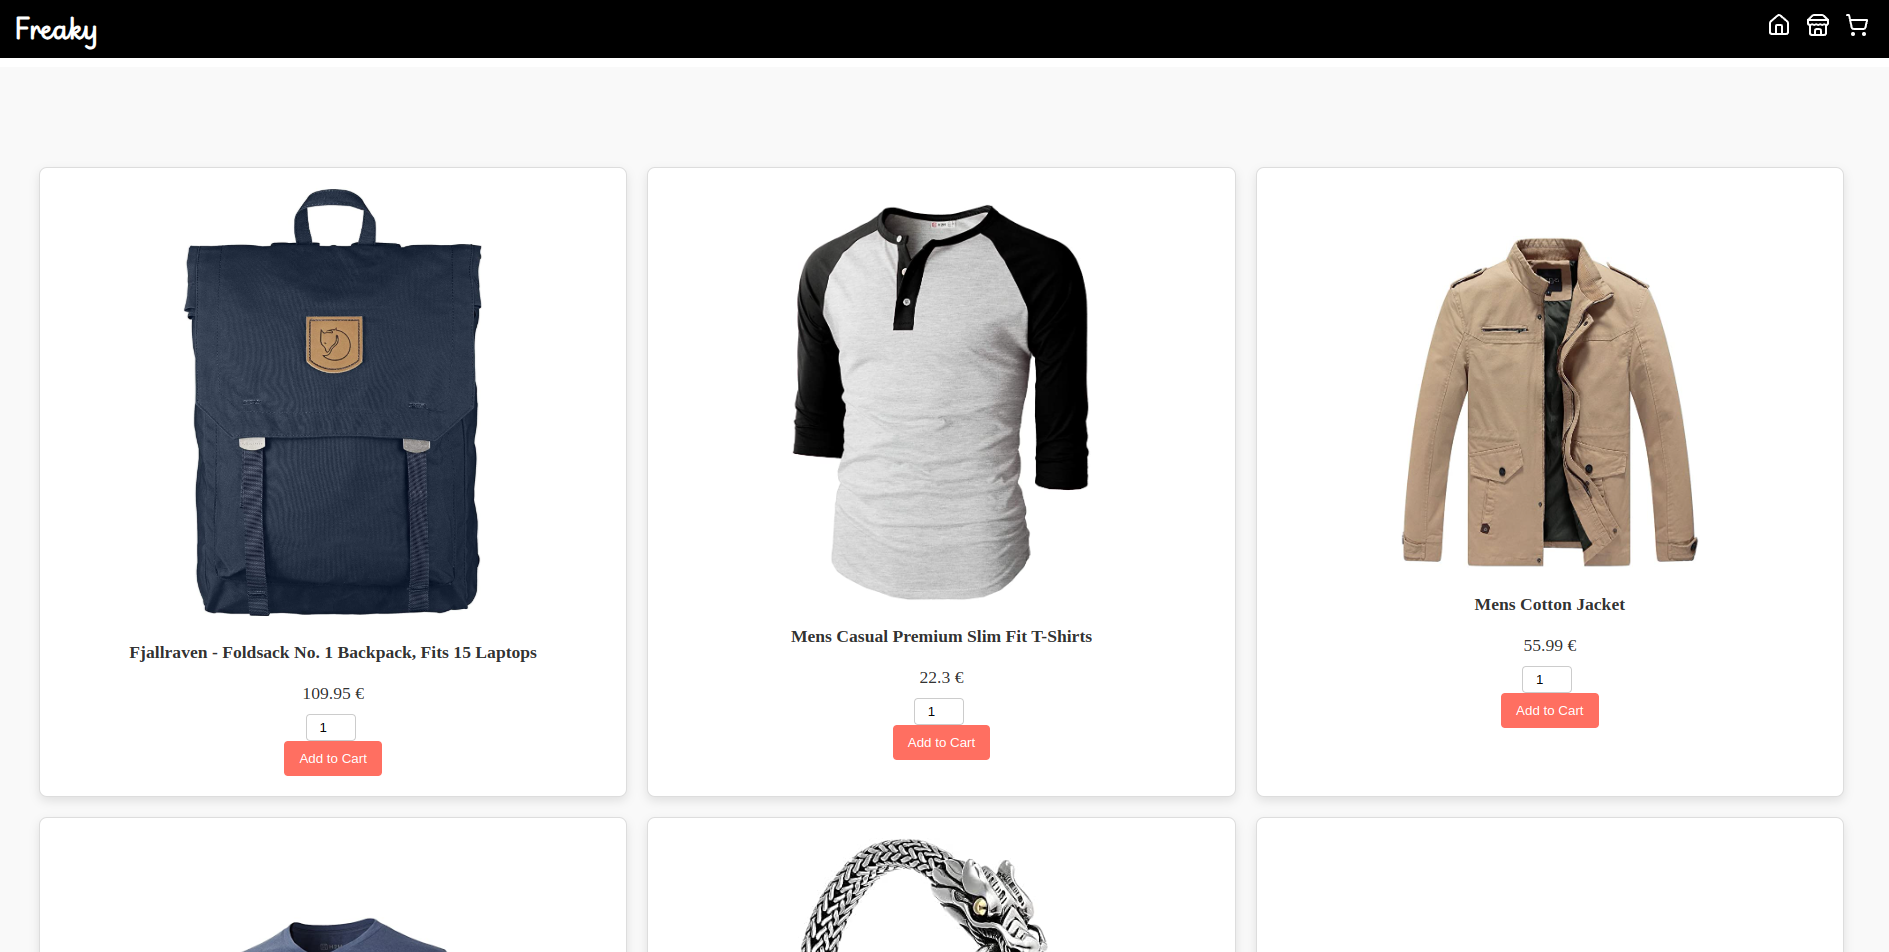 Freaky
Fjallraven - Foldsack No. 1 Backpack, Fits 15 Laptops
109.95 €
1
Add to Cart
Mens Casual Premium Slim Fit T-Shirts
22.3 €
1
Add to Cart
Mens Cotton Jacket
55.99 €
1
Add to Cart